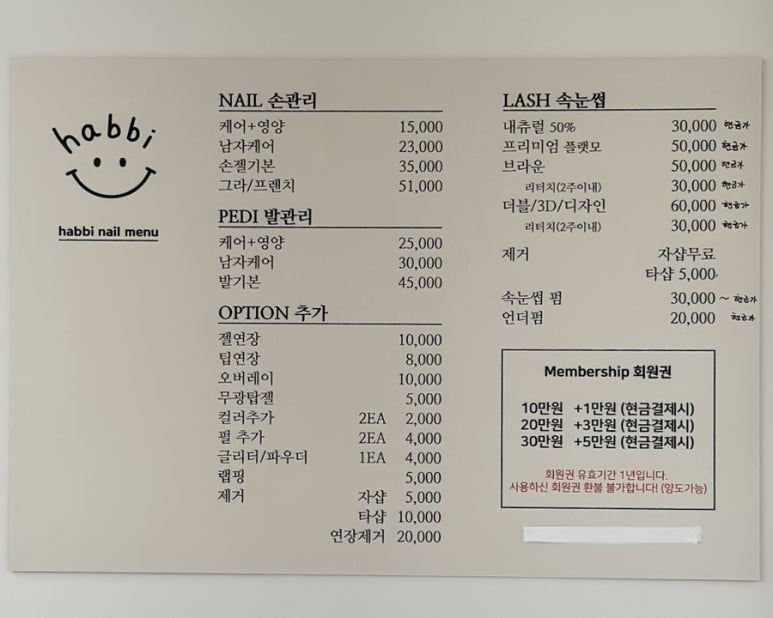 habbi
habbi nail menu
NAIL 손관리
케어+영양 15,000
남자케어 23,000
손젤기본 35,000
그라/프렌치 51,000
PEDI 발관리
케어+영양 25,000
남자케어 30,000
발기본 45,000
OPTION 추가
젤연장 10,000
팁연장 8,000
오버레이 10,000
무광탑젤 5,000
컬러추가 2EA 2,000
펄 추가 2EA 4,000
글리터/파우더 1EA 4,000
랩핑 5,000
제거 자샵 5,000
타샵 10,000
연장제거 20,000
LASH 속눈썹
내츄럴 50% 30,000 현금가
프리미엄 플랫모 50,000 현금가
브라운 50,000 현금가
리터치(2주이내) 30,000 현금가
더블/3D/디자인 60,000 현금가
리터치(2주이내) 30,000 현금가
제거 자샵무료
타샵 5,000
속눈썹 펌 30,000 ~ 현금가
언더펌 20,000 현금가
Membership 회원권
10만원 +1만원 (현금결제시)
20만원 +3만원 (현금결제시)
30만원 +5만원 (현금결제시)
회원권 유효기간 1년입니다.
사용하신 회원권 환불 불가합니다! (양도가능)